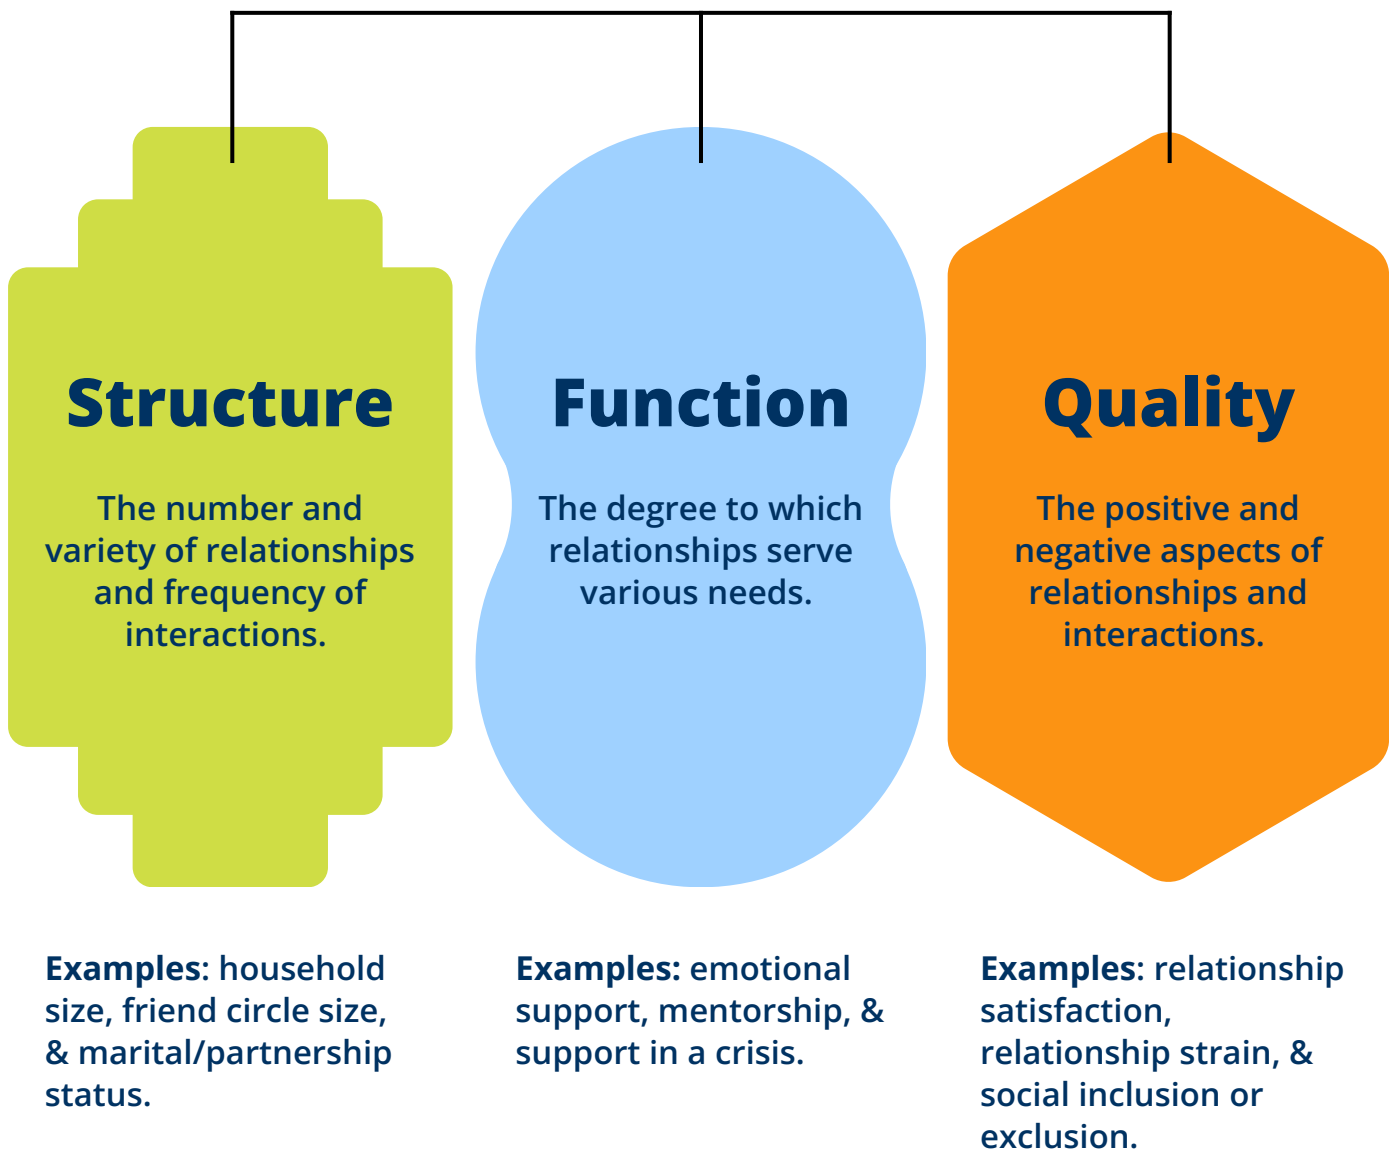 Structure
The number and
variety of relationships
and frequency of
interactions.
Examples: household
size, friend circle size,
& marital/partnership
status.
Function
The degree to which
relationships serve
various needs.
Examples: emotional
support, mentorship, &
support in a crisis.
Quality
The positive and
negative aspects of
relationships and
interactions.
Examples: relationship
satisfaction,
relationship strain, &
social inclusion or
exclusion.